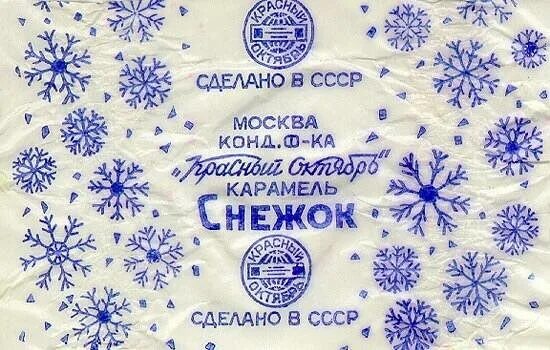 КРАСНЫЙ
ОКТЯБРЬ
СДЕЛАНО В СССР
МОСКВА
КОНД. Ф-КА
„Красный Октябрь"
КАРАМЕЛЬ
СНЕЖОК
КРАСНЫЙ
ОКТЯБРЬ
СДЕЛАНО В СССР